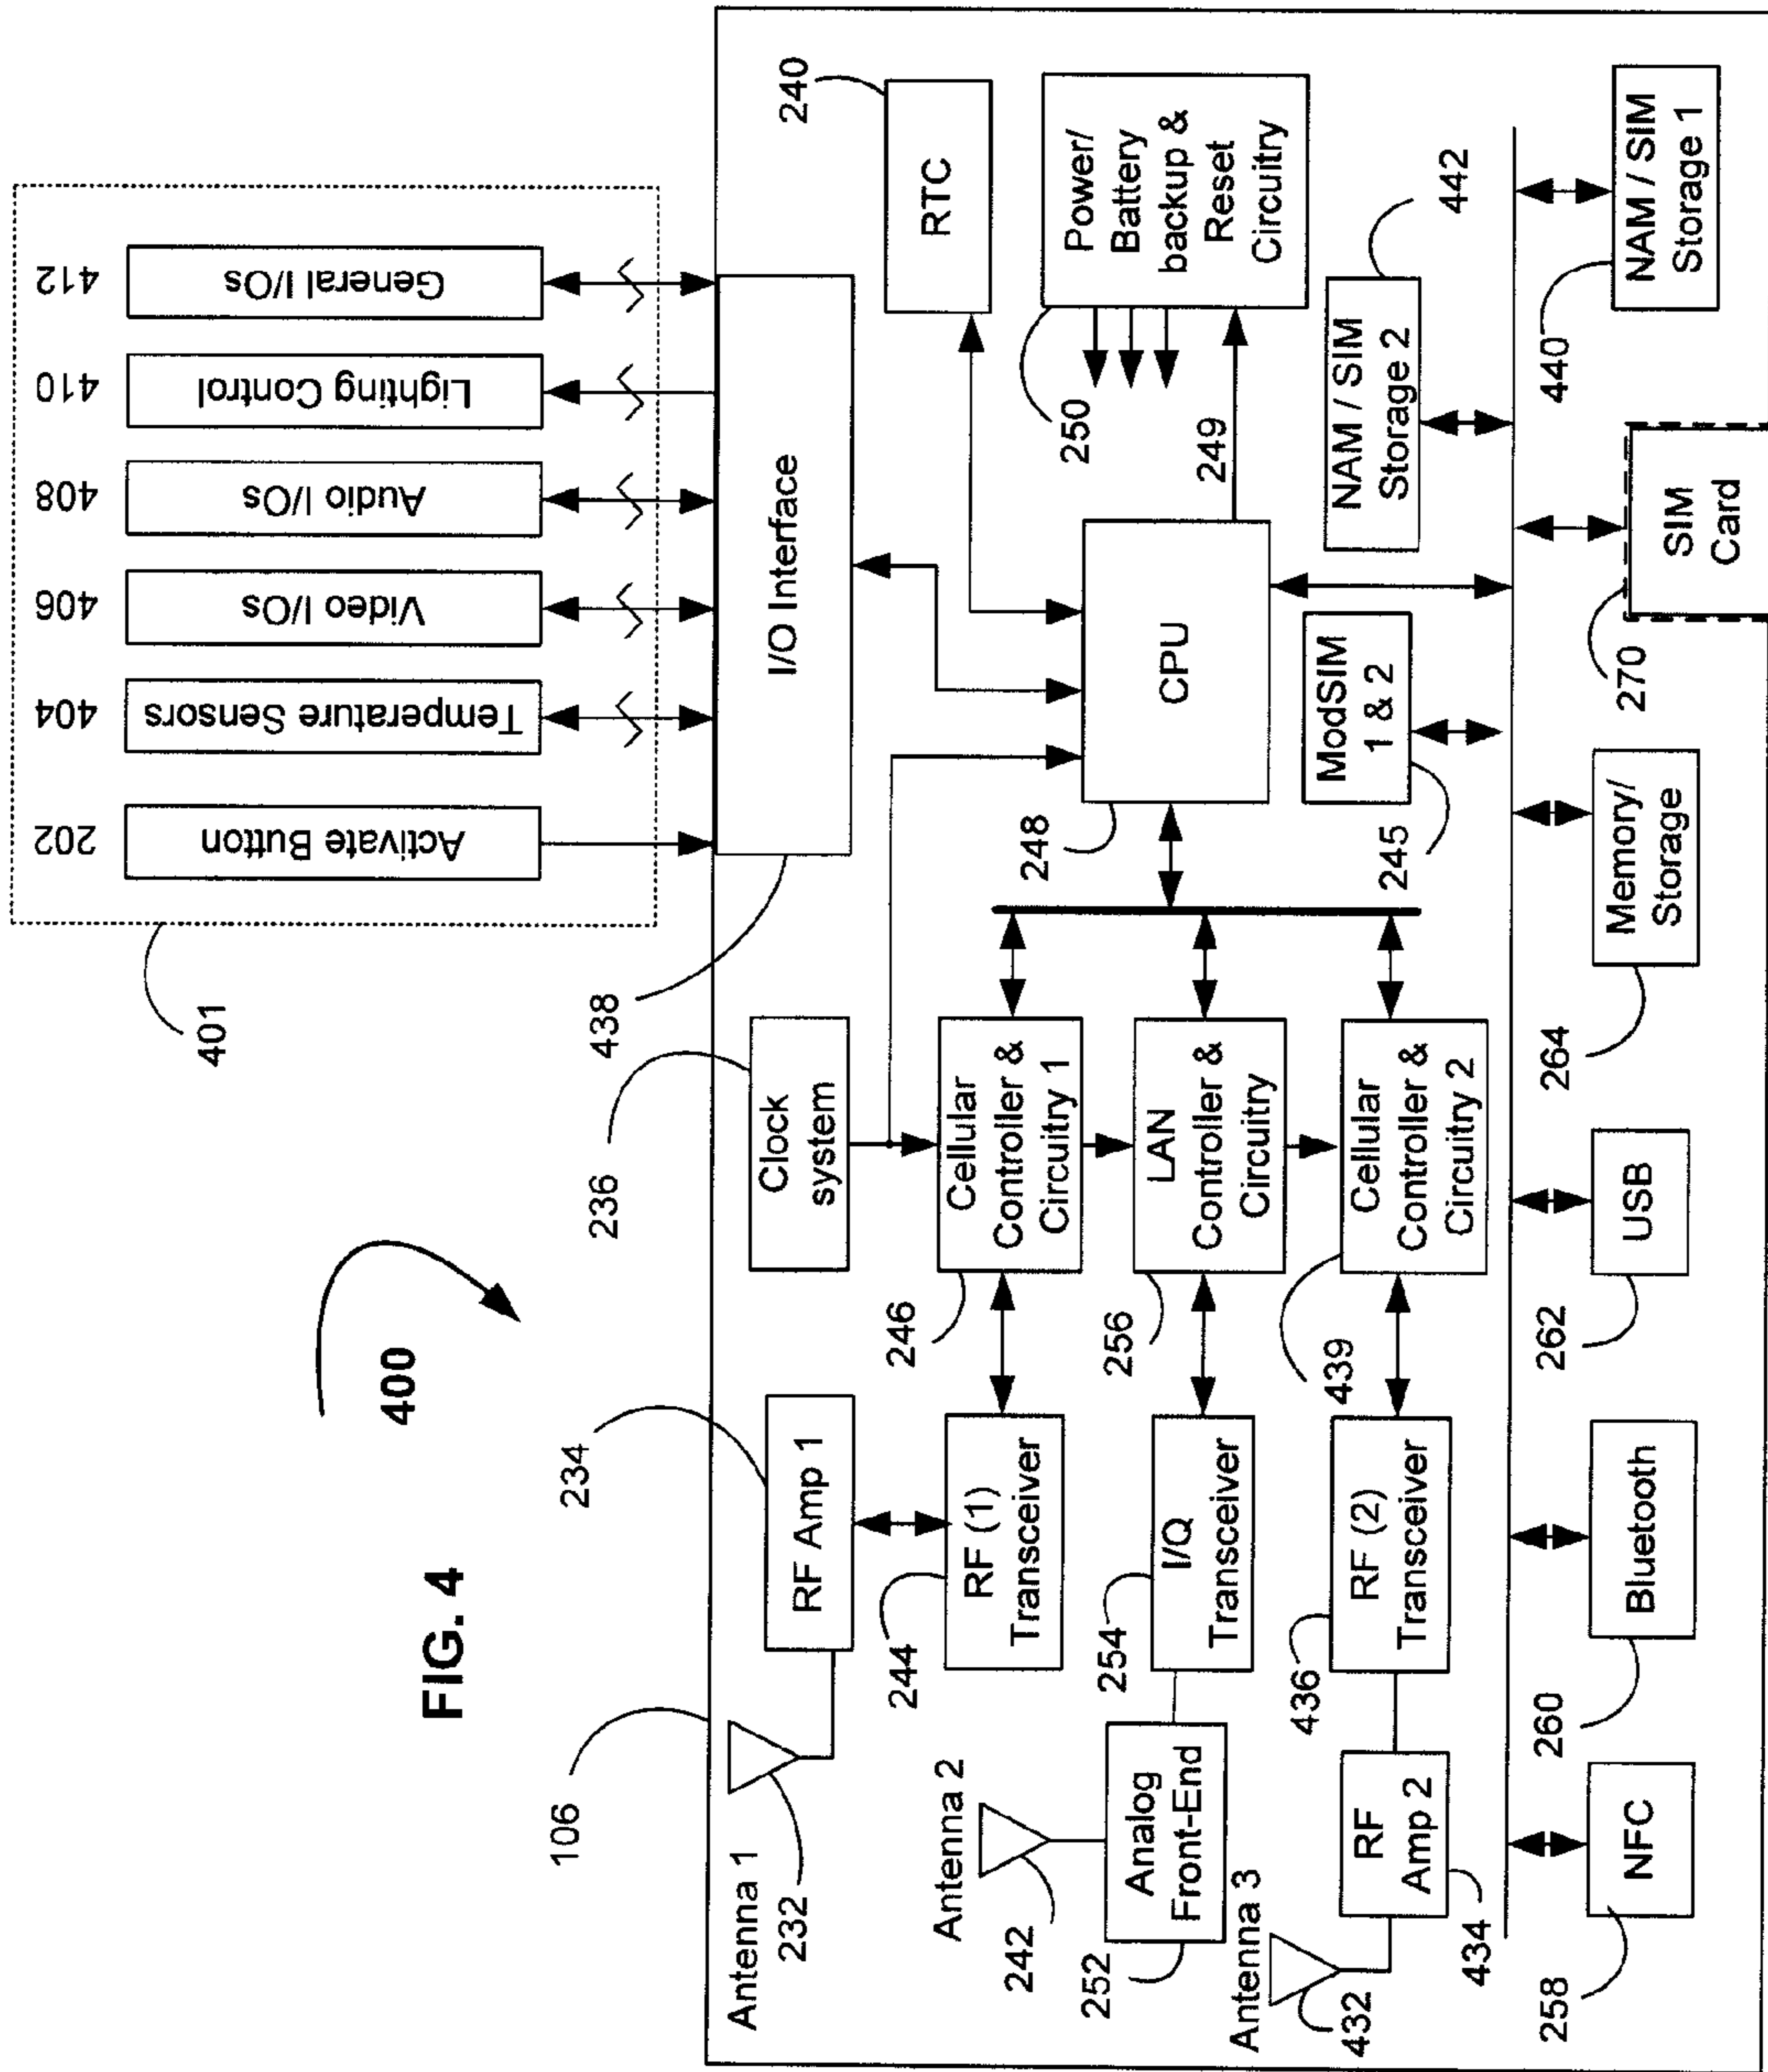 FIG. 4
400
401
202
404
406
408
410
412
Activate Button
Temperature Sensors
Video I/Os
Audio I/Os
Lighting Control
General I/Os
106
234
236
438
240
Antenna 1
232
RF Amp 1
Clock
system
I/O Interface
RTC
244
246
RF (1)
Transceiver
Cellular
Controller &
Circuitry 1
Antenna 2
242
252
Analog
Front-End
254
I/Q
Transceiver
256
LAN
Controller &
Circuitry
248
CPU
249
250
Power/
Battery
backup &
Reset
Circuitry
Antenna 3
432
RF
Amp 2
434
436
RF (2)
Transceiver
439
Cellular
Controller &
Circuitry 2
245
ModSIM
1 & 2
NAM / SIM
Storage 2
442
258
NFC
260
Bluetooth
262
USB
264
Memory/
Storage
270
SIM
Card
440
NAM / SIM
Storage 1